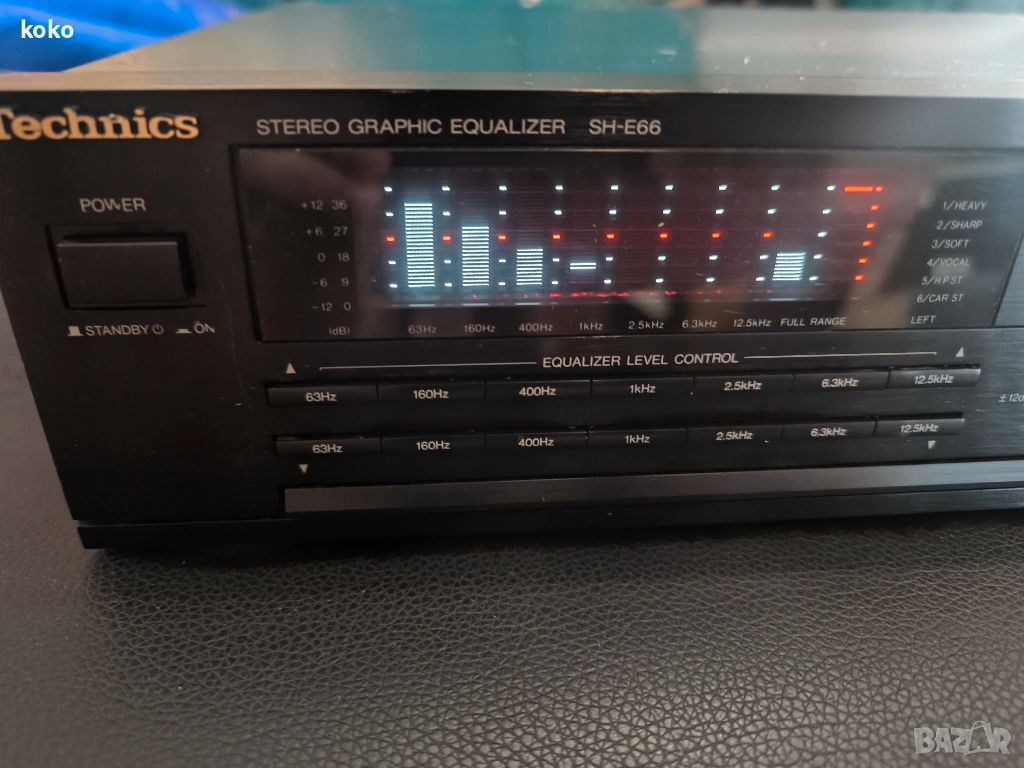 koko
Technics
STEREO GRAPHIC EQUALIZER SH-E66
POWER
STANDBY ON
+12 36
+6 27
0 18
-6 9
-12 0
(dB) 63Hz 160Hz 400Hz 1kHz 2.5kHz 6.3kHz 12.5kHz FULL RANGE LEFT
1/HEAVY
2/SHARP
3/SOFT
4/VOCAL
5/H.P.ST
6/CAR ST
EQUALIZER LEVEL CONTROL
63Hz 160Hz 400Hz 1kHz 2.5kHz 6.3kHz 12.5kHz
63Hz 160Hz 400Hz 1kHz 2.5kHz 6.3kHz 12.5kHz
BAZAR